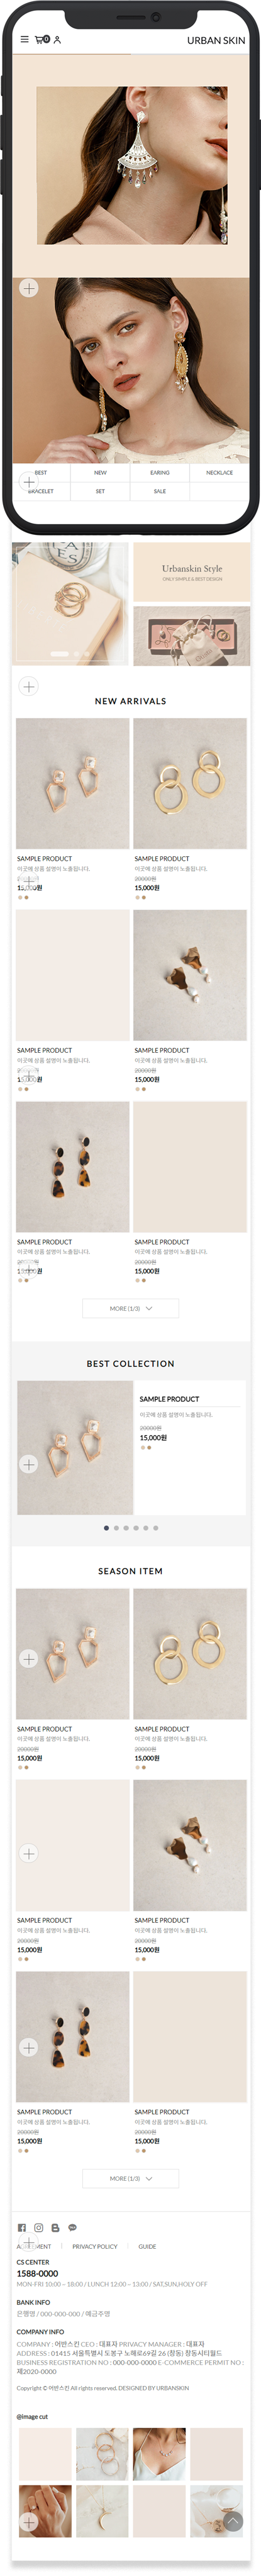 0
URBAN SKIN
BEST NEW EARING NECKLACE
BRACELET SET SALE
Urbanskin Style
ONLY SIMPLE & BEST DESIGN
NEW ARRIVALS
SAMPLE PRODUCT SAMPLE PRODUCT
이곳에 상품 설명이 노출됩니다. 이곳에 상품 설명이 노출됩니다.
20000원
15,000원 15,000원
SAMPLE PRODUCT SAMPLE PRODUCT
이곳에 상품 설명이 노출됩니다. 이곳에 상품 설명이 노출됩니다.
20000원
15,000원 15,000원
SAMPLE PRODUCT SAMPLE PRODUCT
이곳에 상품 설명이 노출됩니다. 이곳에 상품 설명이 노출됩니다.
20000원
15,000원 15,000원
MORE (1/3)
BEST COLLECTION
SAMPLE PRODUCT
이곳에 상품 설명이 노출됩니다.
20000원
15,000원
SEASON ITEM
SAMPLE PRODUCT SAMPLE PRODUCT
이곳에 상품 설명이 노출됩니다. 이곳에 상품 설명이 노출됩니다.
20000원 20000원
15,000원 15,000원
SAMPLE PRODUCT SAMPLE PRODUCT
이곳에 상품 설명이 노출됩니다. 이곳에 상품 설명이 노출됩니다.
20000원 20000원
15,000원 15,000원
SAMPLE PRODUCT SAMPLE PRODUCT
이곳에 상품 설명이 노출됩니다. 이곳에 상품 설명이 노출됩니다.
20000원 20000원
15,000원 15,000원
MORE (1/3)
PRIVACY POLICY GUIDE
CS CENTER
1588-0000
MON-FRI 10:00 ~ 18:00 / LUNCH 12:00 ~ 13:00 / SAT,SUN,HOLY OFF
BANK INFO
은행명 / 000-000-000 / 예금주명
COMPANY INFO
COMPANY : 어반스킨 CEO : 대표자 PRIVACY MANAGER : 대표자
ADDRESS : 01415 서울특별시 도봉구 노해로69길 26 (창동) 창동시티월드
BUSINESS REGISTRATION NO : 000-000-0000 E-COMMERCE PERMIT NO :
제2020-0000
Copyright © 어반스킨 All rights reserved. DESIGNED BY URBANSKIN
@image cut